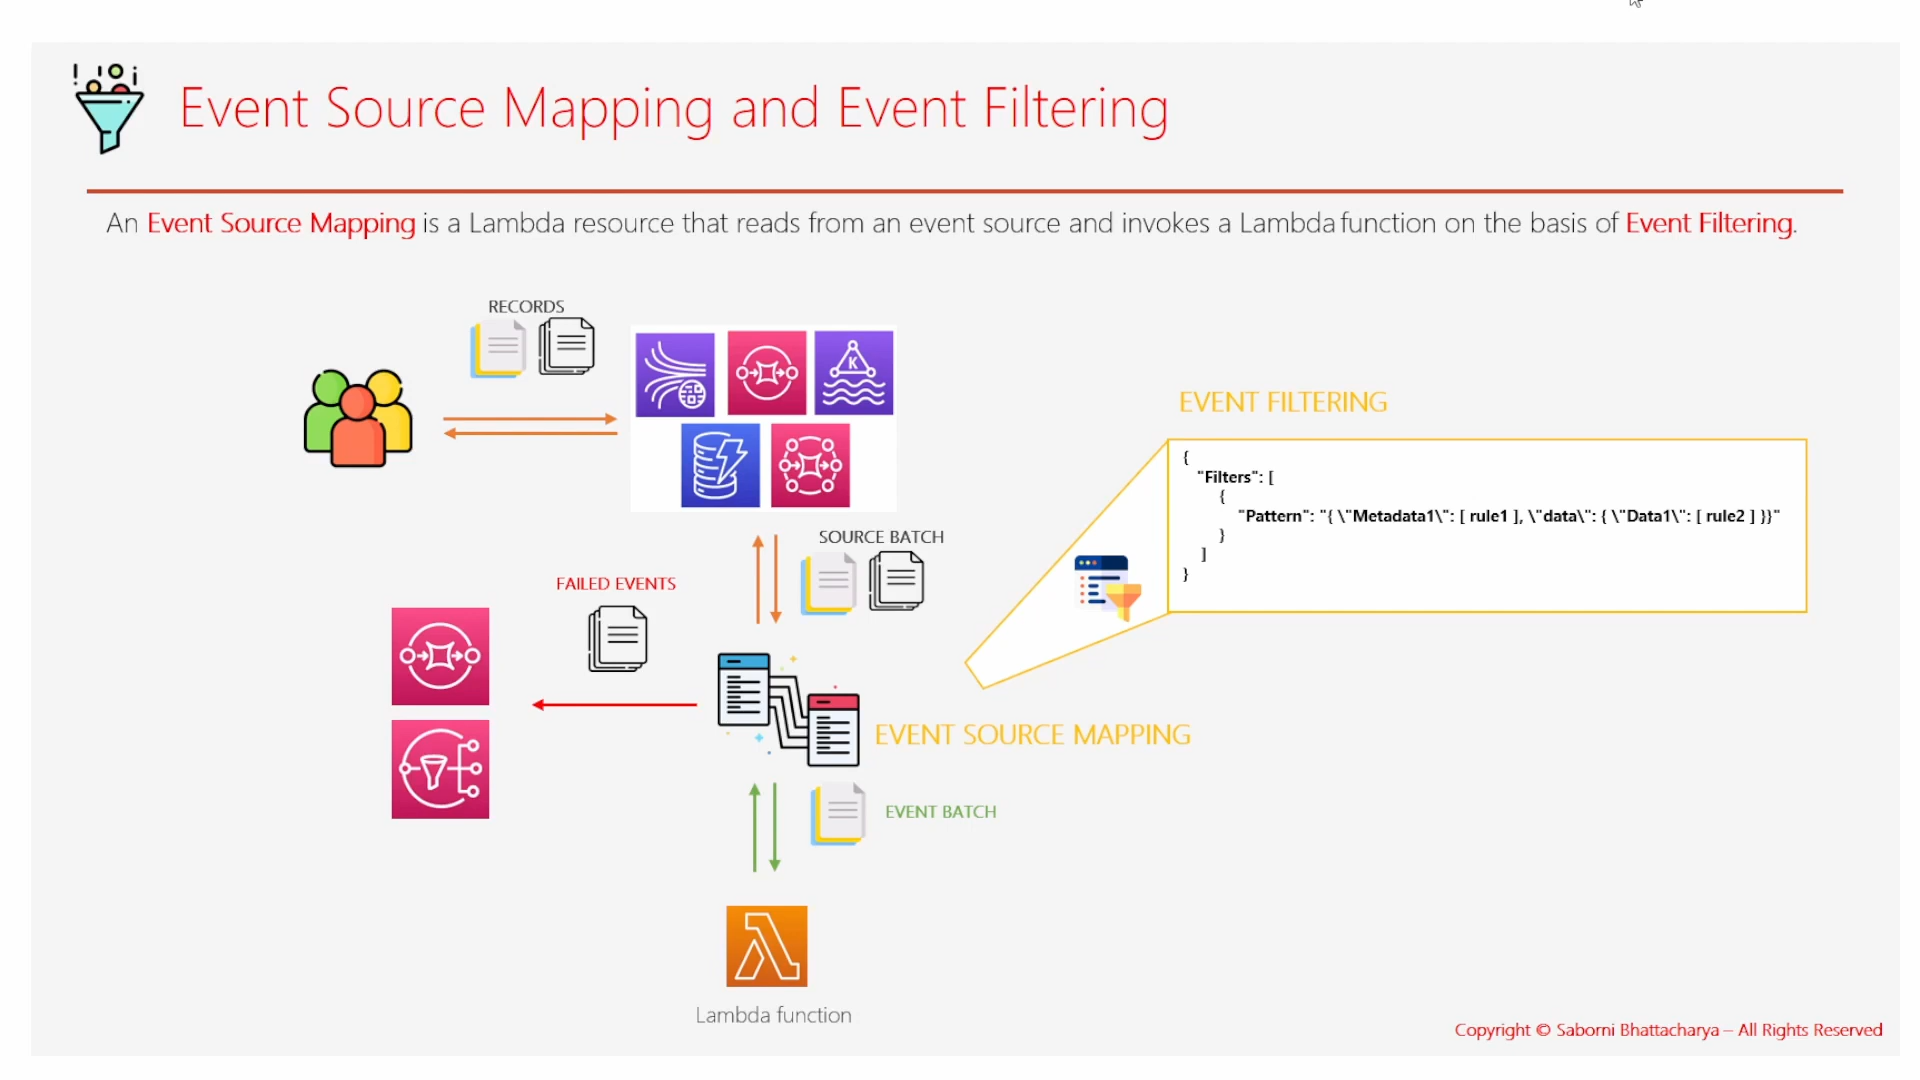 Event Source Mapping and Event Filtering
An Event Source Mapping is a Lambda resource that reads from an event source and invokes a Lambda function on the basis of Event Filtering.
RECORDS
K
EVENT FILTERING
{
"Filters": [
{
"Pattern": "{ \"Metadata1\": [ rule1 ], \"data\": { \"Data1\": [ rule2 ] }}"
}
]
}
SOURCE BATCH
FAILED EVENTS
EVENT SOURCE MAPPING
EVENT BATCH
Lambda function
Copyright © Saborni Bhattacharya – All Rights Reserved